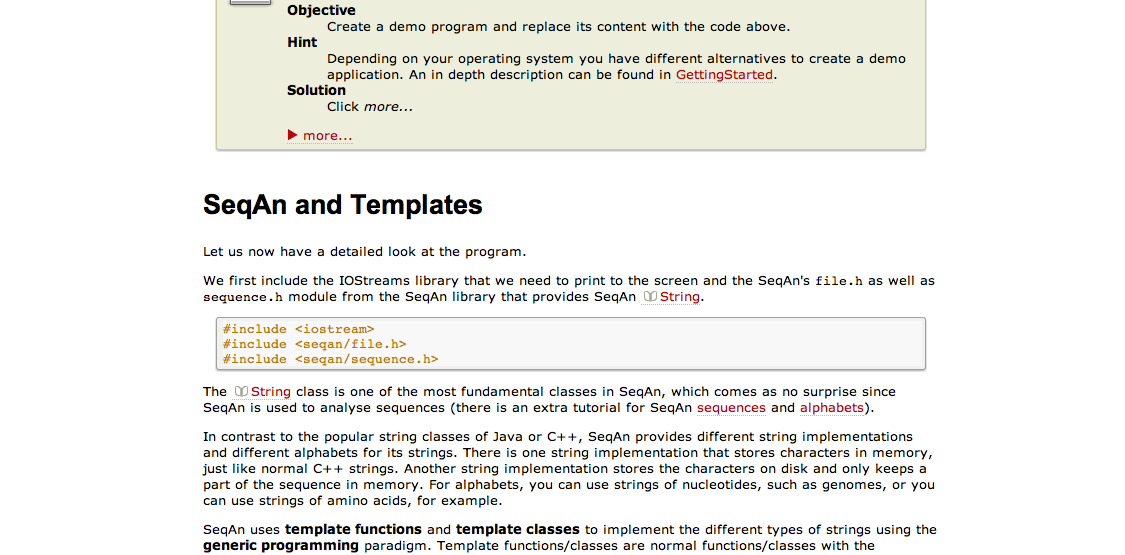 Objective
Create a demo program and replace its content with the code above.
Hint
Depending on your operating system you have different alternatives to create a demo
application. An in depth description can be found in GettingStarted.
Solution
Click more...
▶ more...
SeqAn and Templates
Let us now have a detailed look at the program.
We first include the IOStreams library that we need to print to the screen and the SeqAn's file.h as well as
sequence.h module from the SeqAn library that provides SeqAn String.
#include <iostream>
#include <seqan/file.h>
#include <seqan/sequence.h>
The String class is one of the most fundamental classes in SeqAn, which comes as no surprise since
SeqAn is used to analyse sequences (there is an extra tutorial for SeqAn sequences and alphabets).
In contrast to the popular string classes of Java or C++, SeqAn provides different string implementations
and different alphabets for its strings. There is one string implementation that stores characters in memory,
just like normal C++ strings. Another string implementation stores the characters on disk and only keeps a
part of the sequence in memory. For alphabets, you can use strings of nucleotides, such as genomes, or you
can use strings of amino acids, for example.
SeqAn uses template functions and template classes to implement the different types of strings using the
generic programming paradigm. Template functions/classes are normal functions/classes with the